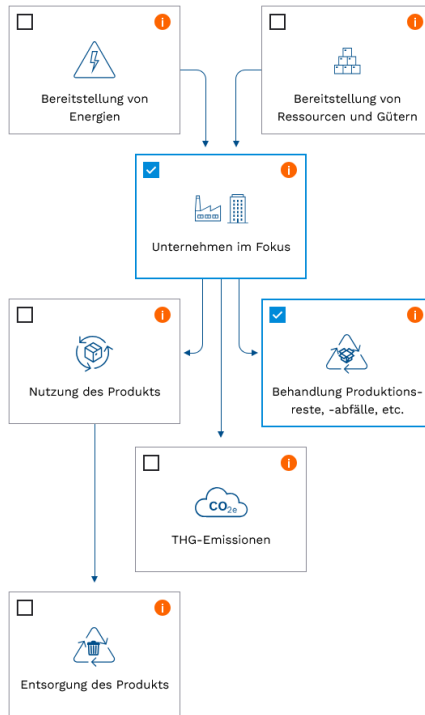 Bereitstellung von
Energien
Bereitstellung von
Ressourcen und Gütern
Unternehmen im Fokus
Nutzung des Produkts
Behandlung Produktions-
reste, -abfälle, etc.
CO2e
THG-Emissionen
Entsorgung des Produkts